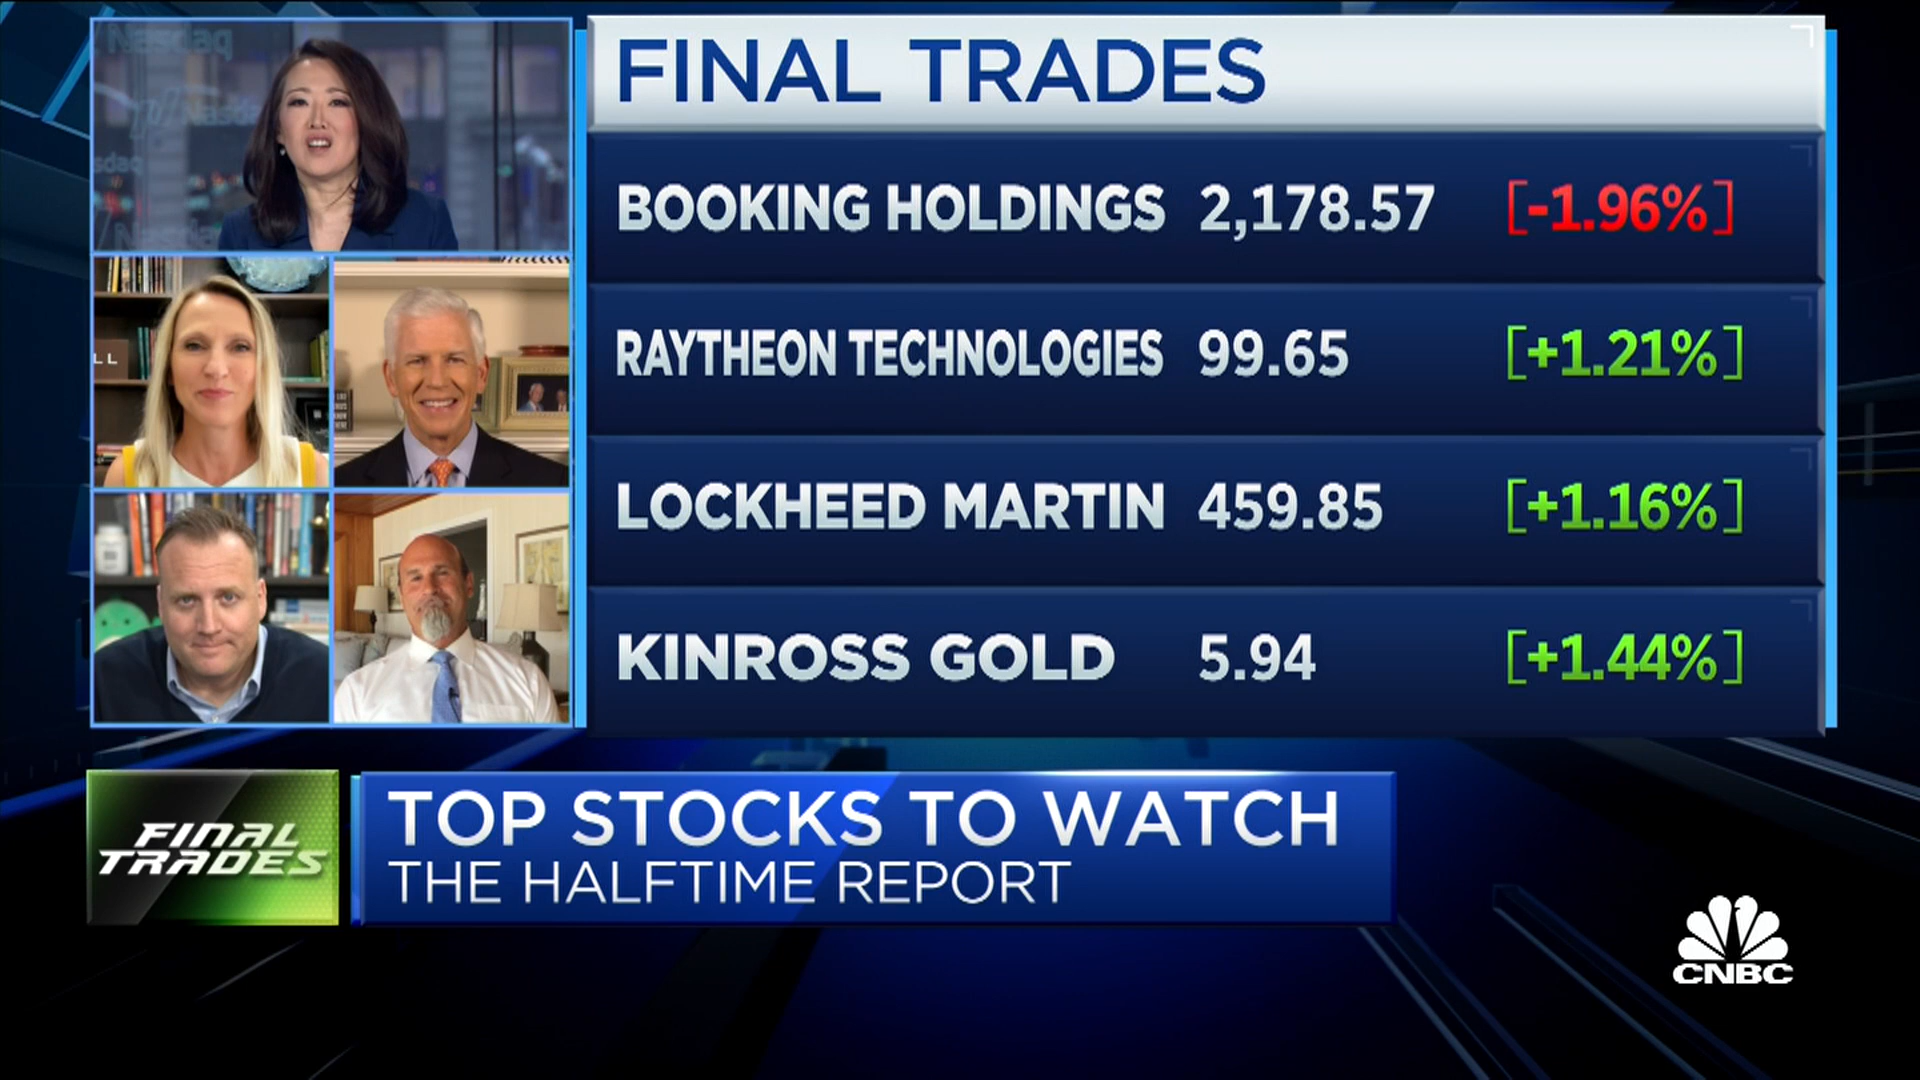 Nasdaq
FINAL TRADES
BOOKING HOLDINGS 2,178.57 [-1.96%]
RAYTHEON TECHNOLOGIES 99.65 [+1.21%]
LOCKHEED MARTIN 459.85 [+1.16%]
KINROSS GOLD 5.94 [+1.44%]
FINAL
TRADES
TOP STOCKS TO WATCH
THE HALFTIME REPORT
CNBC